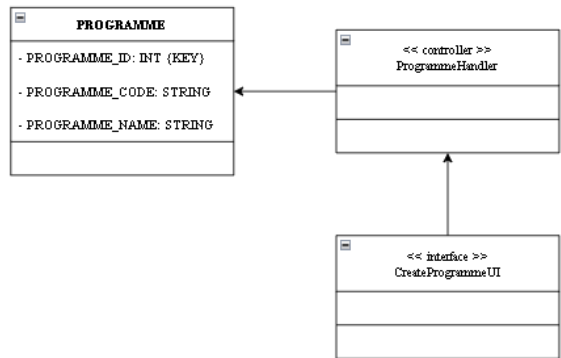 PROGRAMME
- PROGRAMME_ID: INT {KEY}
- PROGRAMME_CODE: STRING
- PROGRAMME_NAME: STRING
<< controller >>
ProgrammeHandler
<< interface >>
CreateProgrammeUI